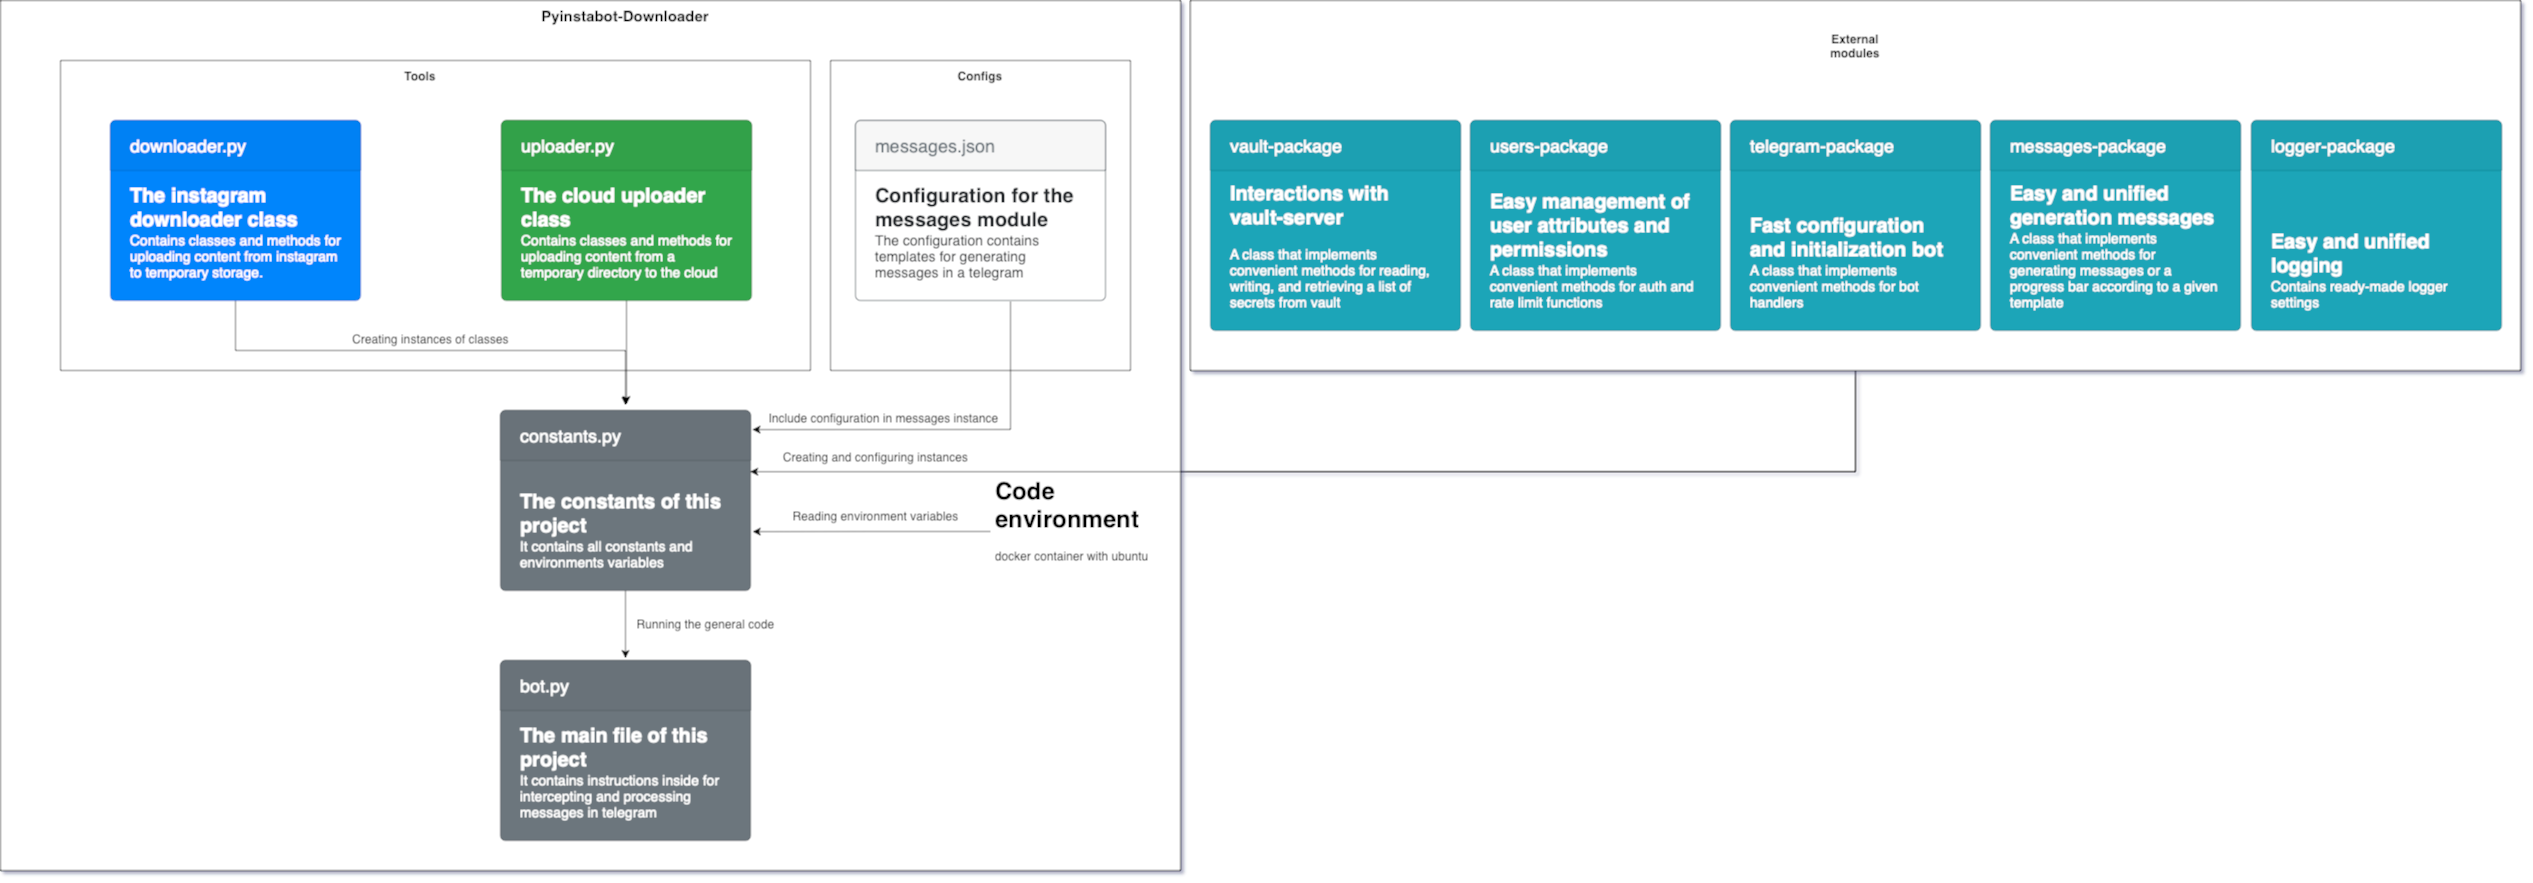 Pyinstabot-Downloader
Tools
downloader.py
The instagram
downloader class
Contains classes and methods for
uploading content from instagram
to temporary storage.
uploader.py
The cloud uploader
class
Contains classes and methods for
uploading content from a
temporary directory to the cloud
Creating instances of classes
Configs
messages.json
Configuration for the
messages module
The configuration contains
templates for generating
messages in a telegram
External
modules
vault-package
Interactions with
vault-server
A class that implements
convenient methods for reading,
writing, and retrieving a list of
secrets from vault
users-package
Easy management of
user attributes and
permissions
A class that implements
convenient methods for auth and
rate limit functions
telegram-package
Fast configuration
and initialization bot
A class that implements
convenient methods for bot
handlers
messages-package
Easy and unified
generation messages
A class that implements
convenient methods for
generating messages or a
progress bar according to a given
template
logger-package
Easy and unified
logging
Contains ready-made logger
settings
Include configuration in messages instance
Creating and configuring instances
Reading environment variables
Code
environment
docker container with ubuntu
constants.py
The constants of this
project
It contains all constants and
environments variables
Running the general code
bot.py
The main file of this
project
It contains instructions inside for
intercepting and processing
messages in telegram